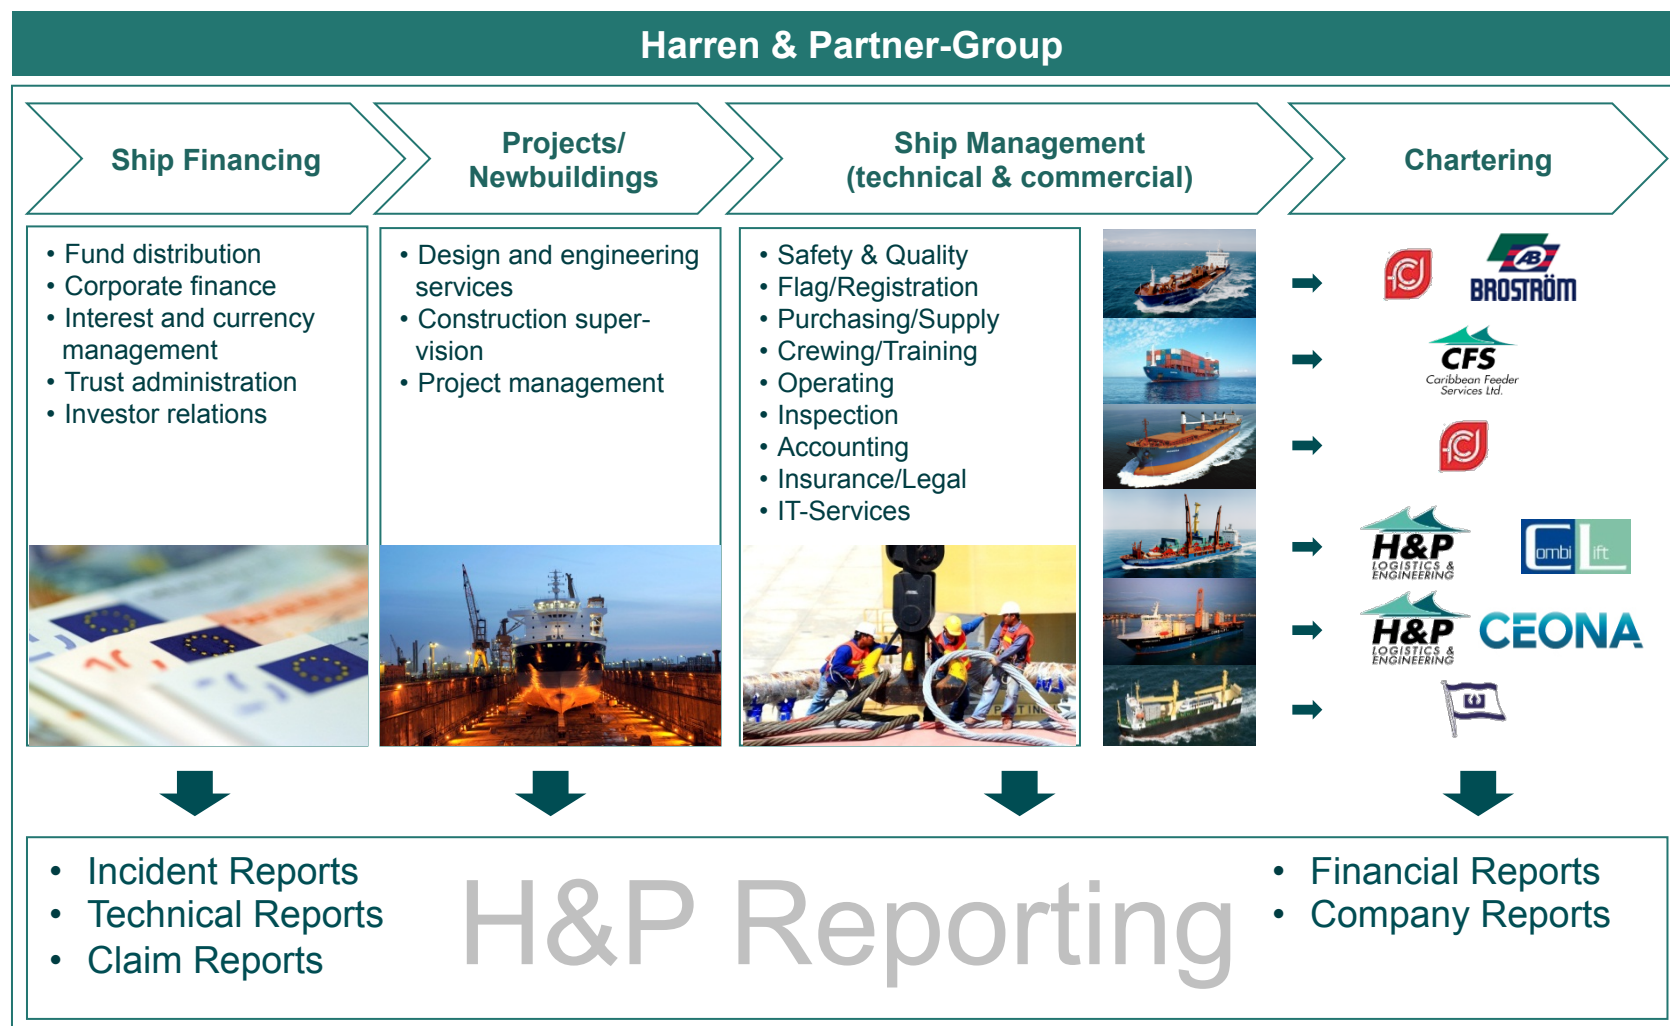 Harren & Partner-Group
Ship Financing
Projects/
Newbuildings
Ship Management
(technical & commercial)
Chartering
• Fund distribution
• Corporate finance
• Interest and currency
management
• Trust administration
• Investor relations
• Design and engineering
services
• Construction super-
vision
• Project management
• Safety & Quality
• Flag/Registration
• Purchasing/Supply
• Crewing/Training
• Operating
• Inspection
• Accounting
• Insurance/Legal
• IT-Services
AB
BROSTRÖM
CFS
Caribbean Feeder
Services Ltd.
H&P
LOGISTICS &
ENGINEERING
Combi Lift
H&P
LOGISTICS &
ENGINEERING
CEONA
• Incident Reports
• Technical Reports
• Claim Reports
H&P Reporting
• Financial Reports
• Company Reports